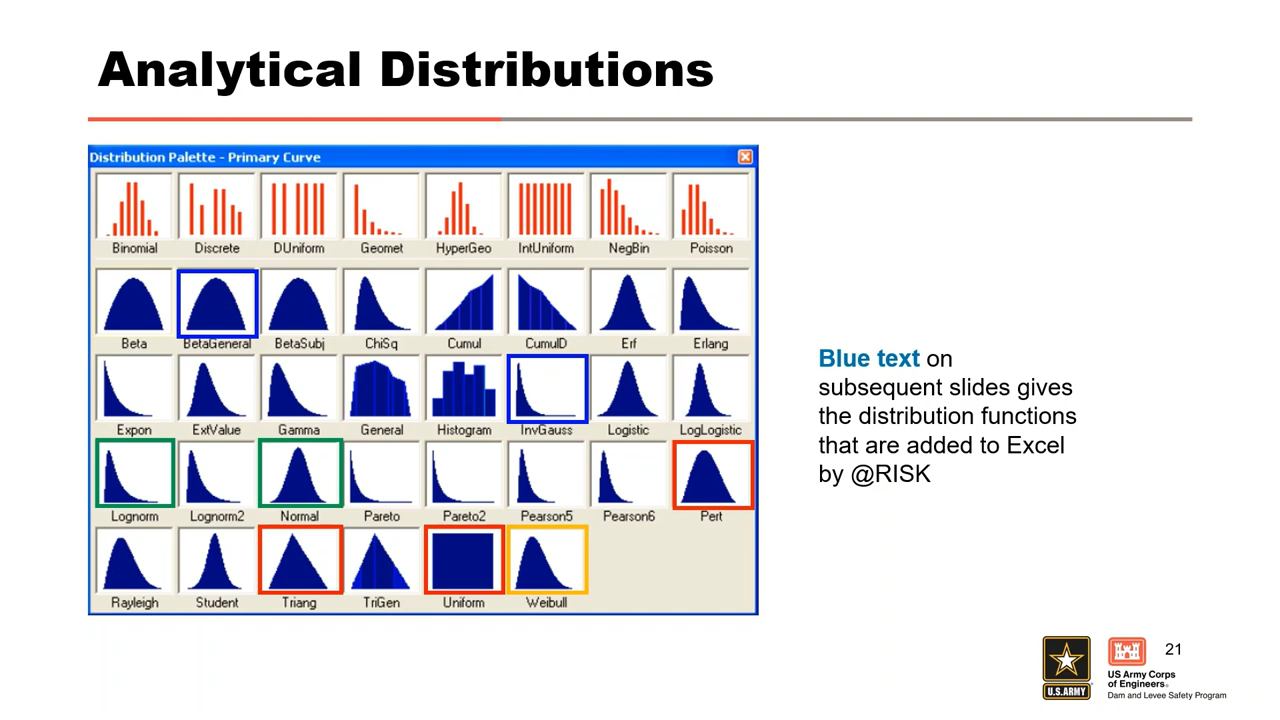 Analytical Distributions
Distribution Palette - Primary Curve
Binomial Discrete DUniform Geomet HyperGeo IntUniform NegBin Poisson
Beta BetaGeneral BetaSubj ChiSq Cumul CumulD Erf Erlang
Expon ExtValue Gamma General Histogram InvGauss Logistic LogLogistic
Lognorm Lognorm2 Normal Pareto Pareto2 Pearson5 Pearson6 Pert
Rayleigh Student Triang TriGen Uniform Weibull
Blue text on
subsequent slides gives
the distribution functions
that are added to Excel
by @RISK
21
U.S.ARMY
US Army Corps
of Engineers®
Dam and Levee Safety Program